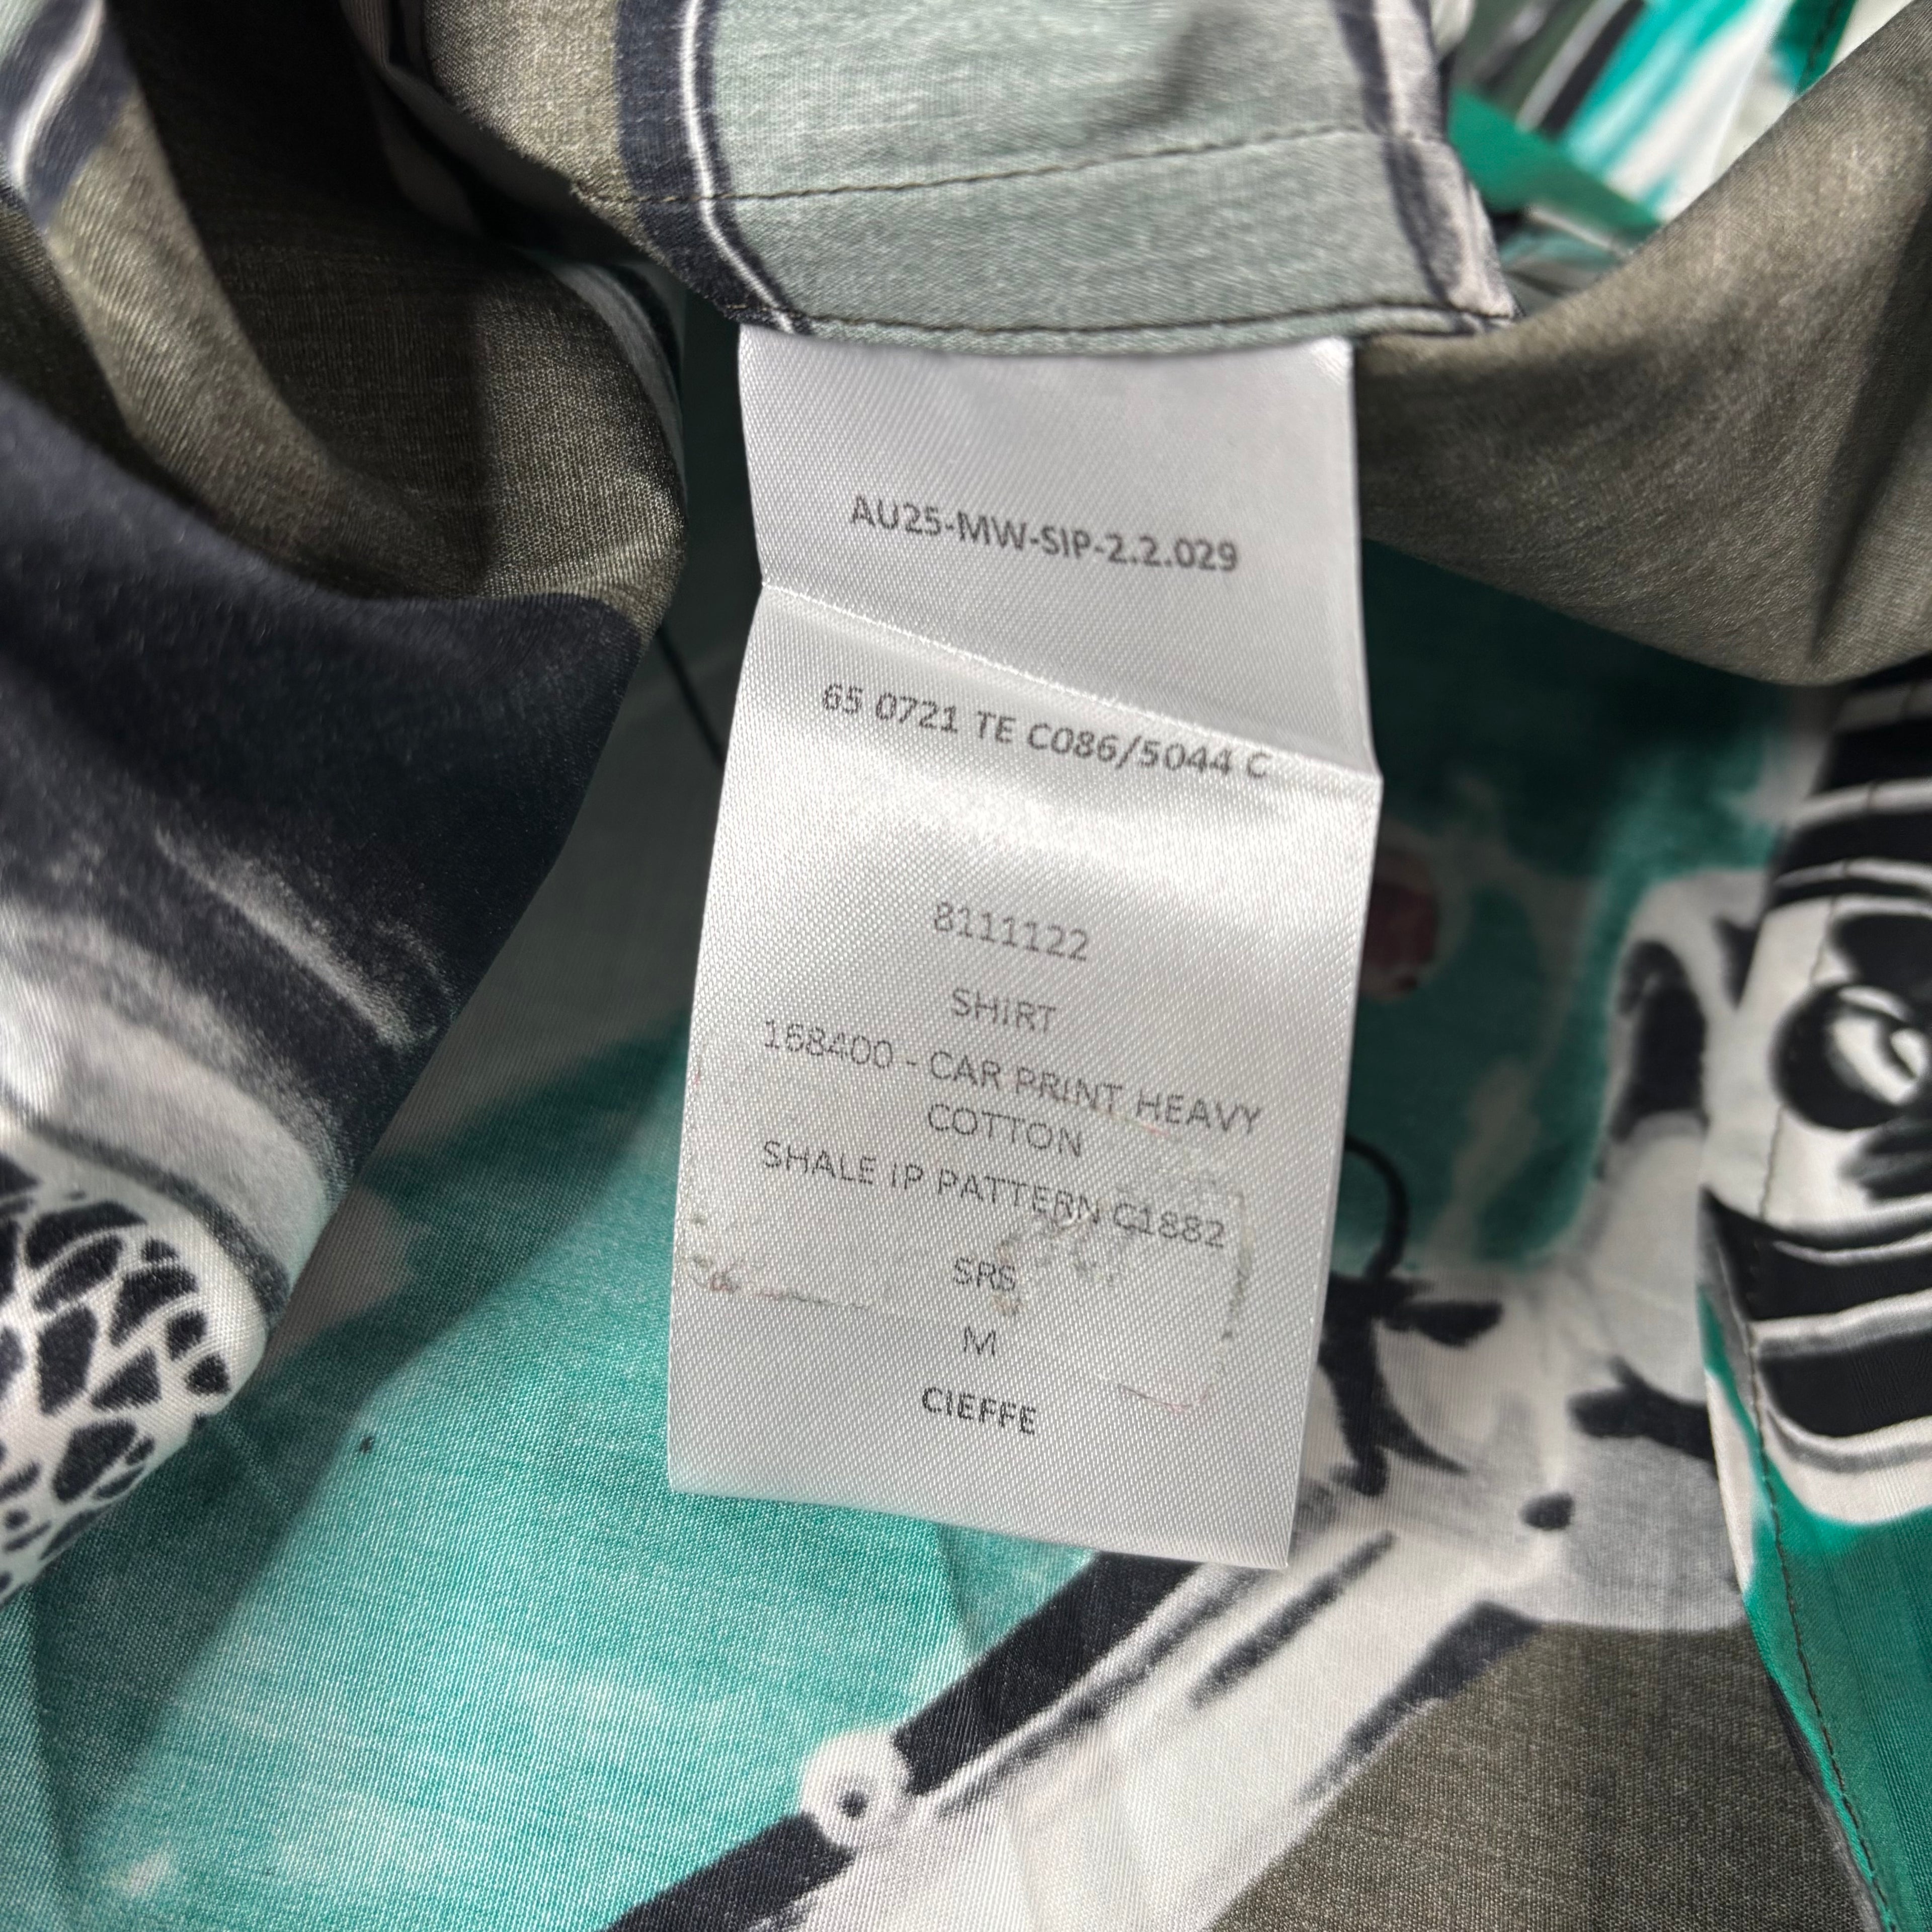 AU25-MW-SIP-2.2.029
65 0721 TE C086/5044 C
8111122
SHIRT
168400 - CAR PRINT HEAVY
COTTON
SHALE IP PATTERN C1882
SRS
M
CIEFFE